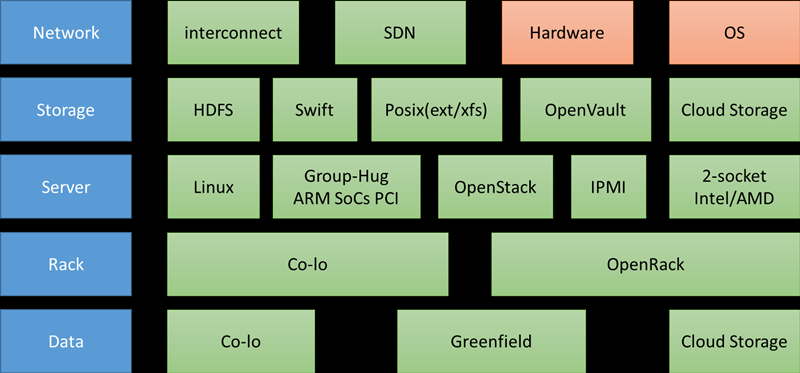 Network
interconnect
SDN
Hardware
OS
Storage
HDFS
Swift
Posix(ext/xfs)
OpenVault
Cloud Storage
Server
Linux
Group-Hug
ARM SoCs PCI
OpenStack
IPMI
2-socket
Intel/AMD
Rack
Co-lo
OpenRack
Data
Co-lo
Greenfield
Cloud Storage